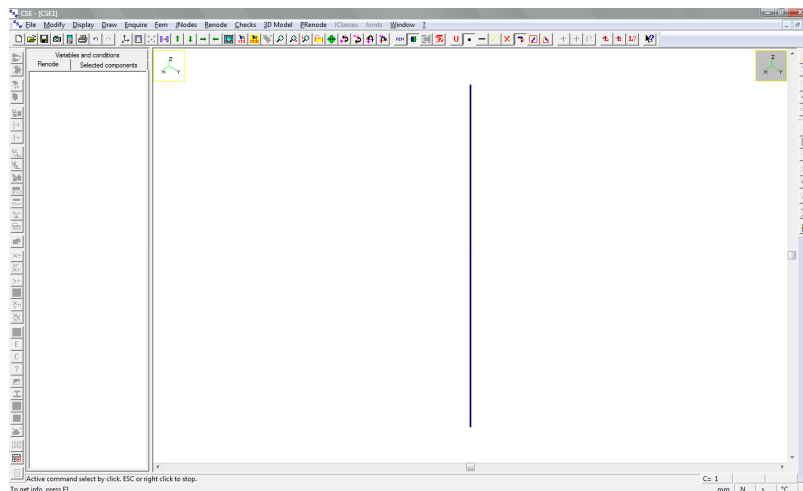 CSE - [CSE1]
File Modify Display Draw Enquire Fem JNodes Renode Checks 3D Model PRenode JClasses Joints Window ?
Variables and conditions
Renode Selected components
Z
X Y
Z
X Y
E
C
?
Active command select by click. ESC or right click to stop.
C= 1
To get info, press F1
mm N s °C